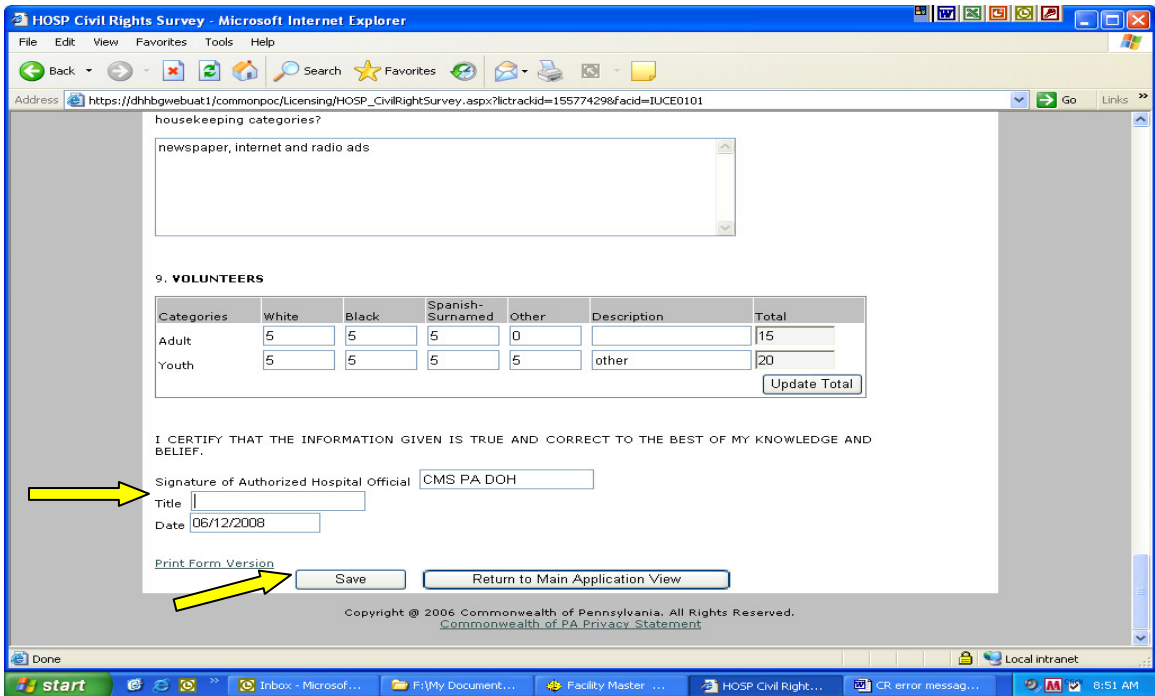 HOSP Civil Rights Survey - Microsoft Internet Explorer
File Edit View Favorites Tools Help
Back Search Favorites
Address https://dhhbgwebuat1/commonpoc/Licensing/HOSP_CivilRightSurvey.aspx?lictrackid=15577429&facid=IUCE0101 Go Links »
housekeeping categories?
newspaper, internet and radio ads
9. VOLUNTEERS
Categories White Black Spanish-Surnamed Other Description Total
Adult 5 5 5 0 15
Youth 5 5 5 5 other 20
Update Total
I CERTIFY THAT THE INFORMATION GIVEN IS TRUE AND CORRECT TO THE BEST OF MY KNOWLEDGE AND
BELIEF.
Signature of Authorized Hospital Official CMS PA DOH
Title
Date 06/12/2008
Print Form Version
Save Return to Main Application View
Copyright @ 2006 Commonwealth of Pennsylvania. All Rights Reserved.
Commonwealth of PA Privacy Statement
Done Local intranet
start » Inbox - Microsof... F:\My Document... Facility Master ... HOSP Civil Right... CR error messag... 8:51 AM